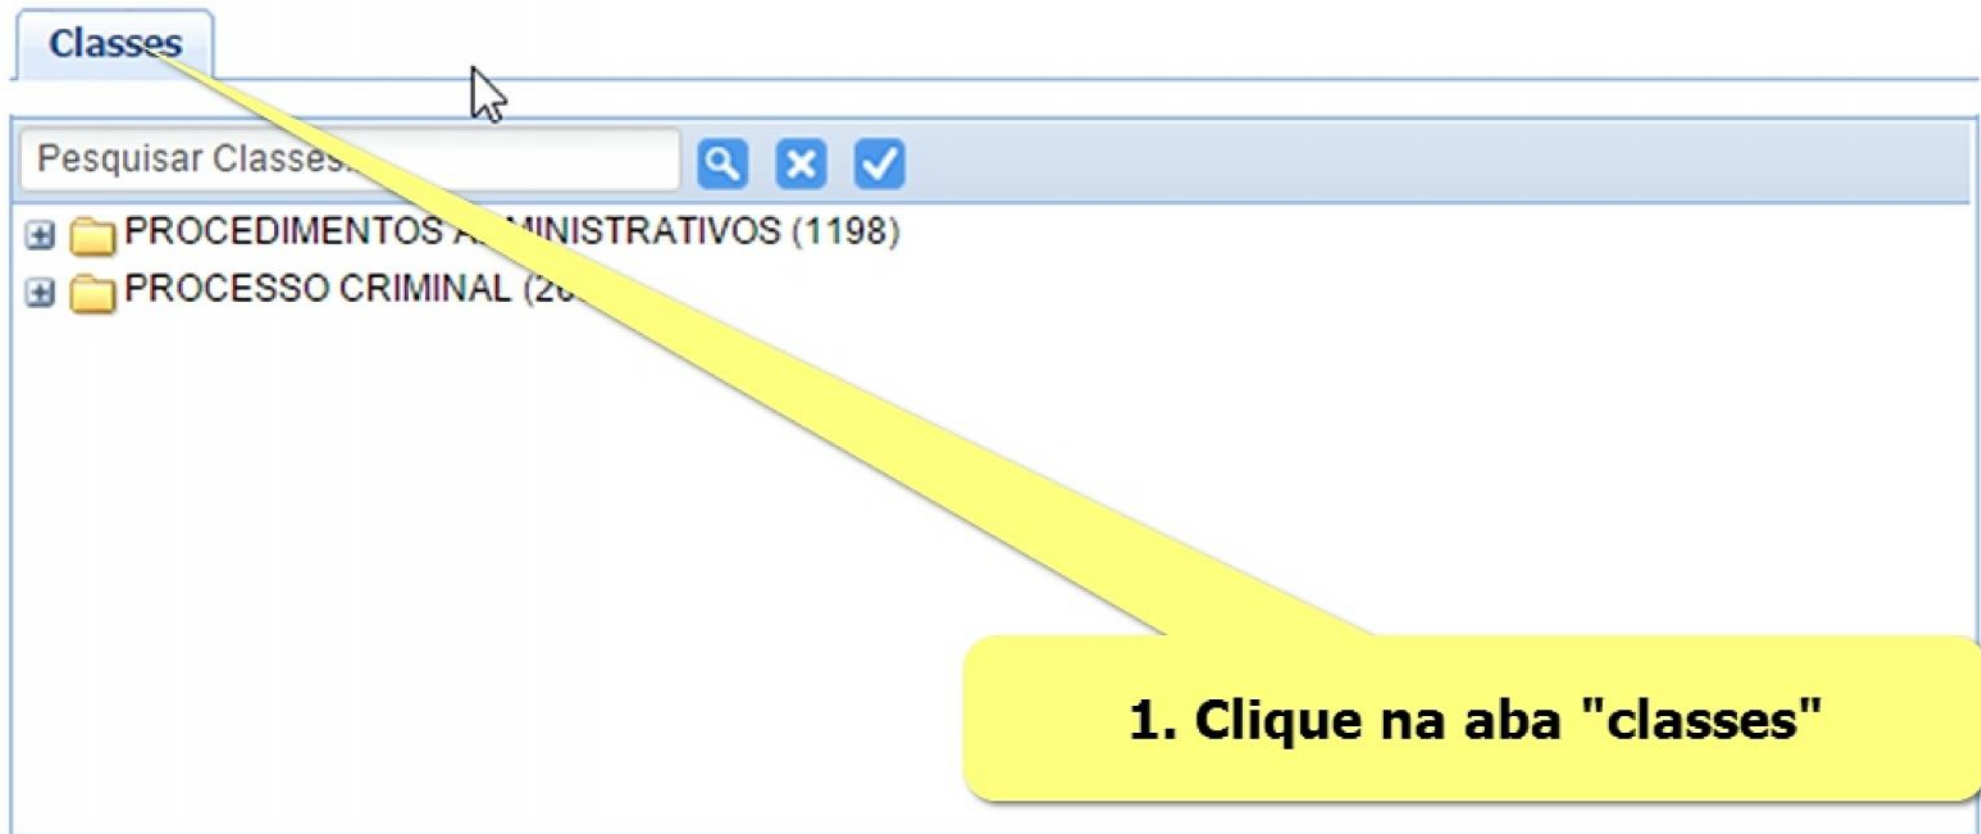 Classes
Pesquisar Classes..
PROCEDIMENTOS MINISTRATIVOS (1198)
PROCESSO CRIMINAL
1. Clique na aba "classes"